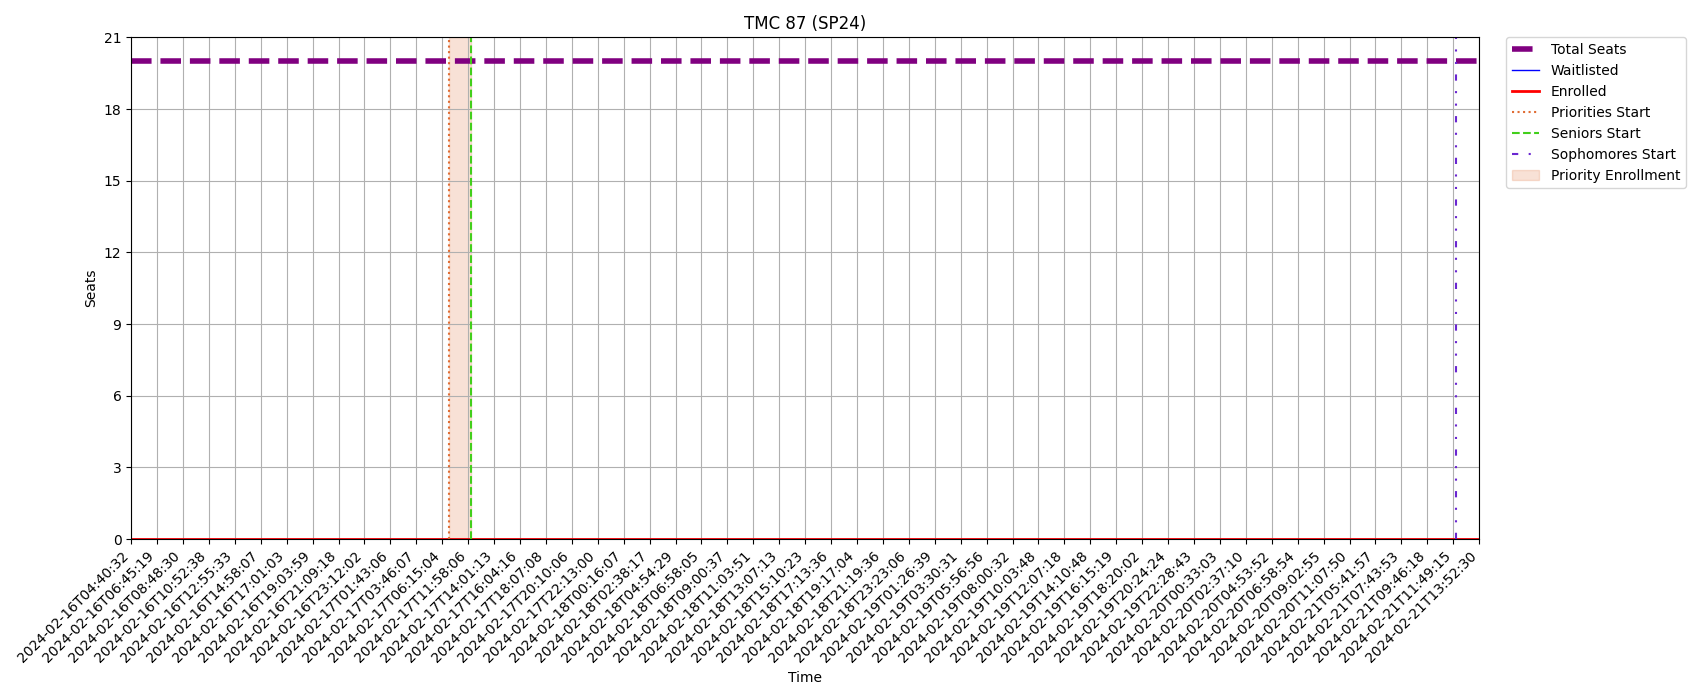 TMC 87 (SP24)
Seats
21
18
15
12
9
6
3
0
Total Seats
Waitlisted
Enrolled
Priorities Start
Seniors Start
Sophomores Start
Priority Enrollment
2024-02-16T04:40:32
2024-02-16T06:45:19
2024-02-16T08:48:30
2024-02-16T10:52:38
2024-02-16T12:55:33
2024-02-16T14:58:07
2024-02-16T17:01:03
2024-02-16T19:03:59
2024-02-16T21:09:18
2024-02-16T23:12:02
2024-02-17T01:43:06
2024-02-17T03:46:07
2024-02-17T06:15:04
2024-02-17T11:58:06
2024-02-17T14:01:13
2024-02-17T16:04:16
2024-02-17T18:07:08
2024-02-17T20:10:06
2024-02-17T22:13:00
2024-02-18T00:16:07
2024-02-18T02:38:17
2024-02-18T04:54:29
2024-02-18T06:58:05
2024-02-18T09:00:37
2024-02-18T11:03:51
2024-02-18T13:07:13
2024-02-18T15:10:23
2024-02-18T17:13:36
2024-02-18T19:17:04
2024-02-18T21:19:36
2024-02-18T23:23:06
2024-02-19T01:26:39
2024-02-19T03:30:31
2024-02-19T05:56:56
2024-02-19T08:00:32
2024-02-19T10:03:48
2024-02-19T12:07:18
2024-02-19T14:10:48
2024-02-19T16:15:19
2024-02-19T18:20:02
2024-02-19T20:24:24
2024-02-19T22:28:43
2024-02-20T00:33:03
2024-02-20T02:37:10
2024-02-20T04:53:52
2024-02-20T06:58:54
2024-02-20T09:02:55
2024-02-20T11:07:50
2024-02-21T05:41:57
2024-02-21T07:43:53
2024-02-21T09:46:18
2024-02-21T11:49:15
2024-02-21T13:52:30
Time